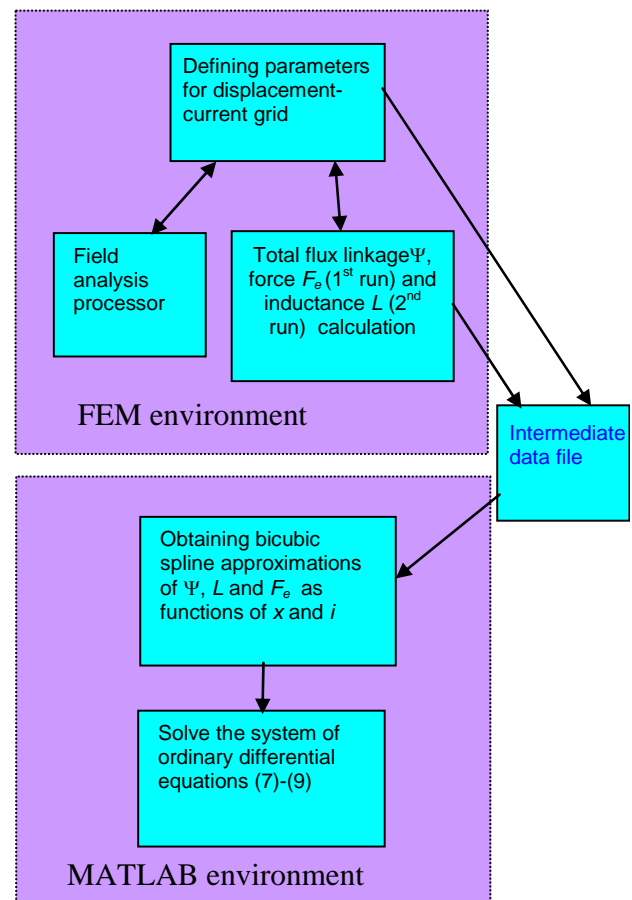 Defining parameters
for displacement-
current grid
Field
analysis
processor
Total flux linkageΨ,
force Fₑ (1ˢᵗ run) and
inductance L (2ⁿᵈ
run) calculation
FEM environment
Intermediate
data file
Obtaining bicubic
spline approximations
of Ψ, L and Fₑ as
functions of x and i
Solve the system of
ordinary differential
equations (7)-(9)
MATLAB environment